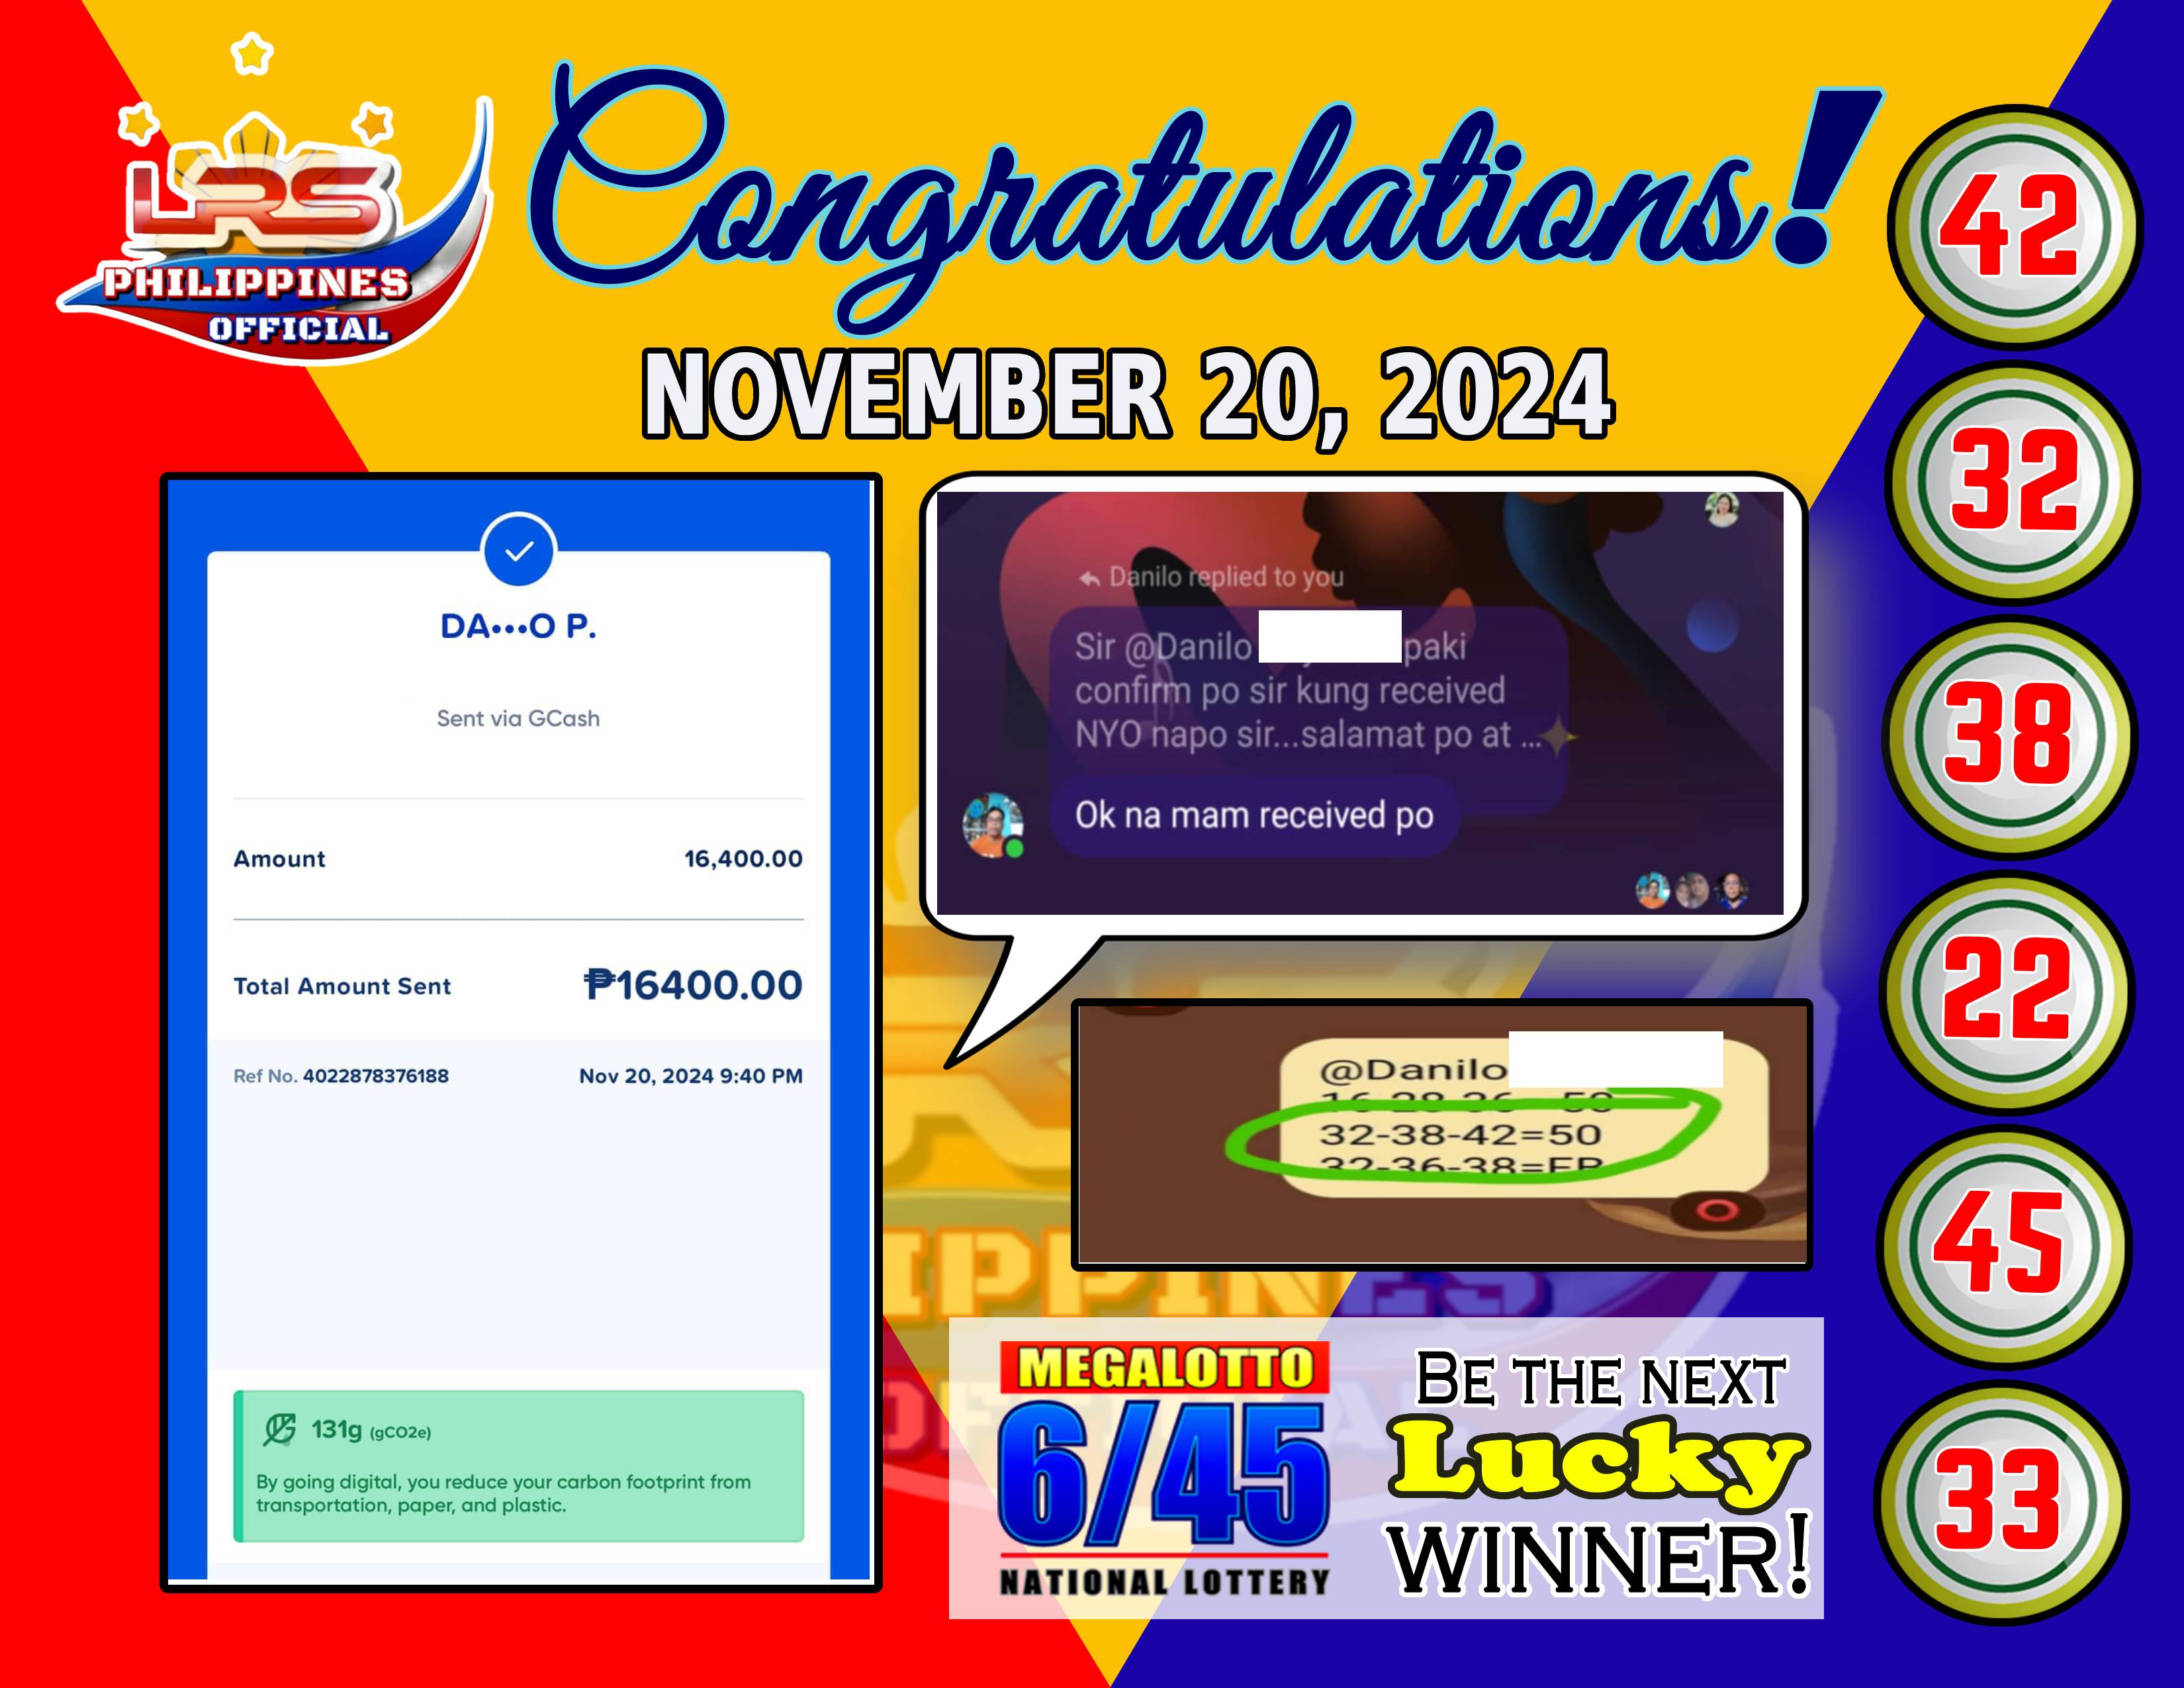 LRS
PHILIPPINES
OFFICIAL
Congratulations!
NOVEMBER 20, 2024
DA•••O P.
Sent via GCash
Amount 16,400.00
Total Amount Sent ₱16400.00
Ref No. 4022878376188 Nov 20, 2024 9:40 PM
131g (gCO2e)
By going digital, you reduce your carbon footprint from
transportation, paper, and plastic.
Danilo replied to you
Sir @Danilo paki
confirm po sir kung received
NYO napo sir...salamat po at ...
Ok na mam received po
@Danilo
32-38-42=50
32-36-38=FB
MEGALOTTO
6/45
NATIONAL LOTTERY
BE THE NEXT
Lucky
WINNER!
42
32
38
22
45
33